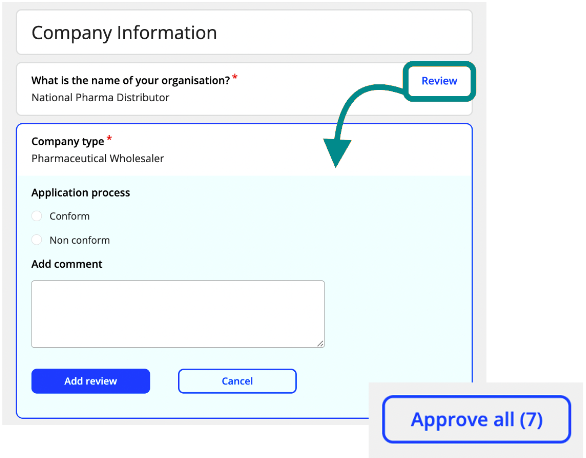 Company Information
What is the name of your organisation?*
Review
National Pharma Distributor
Company type*
Pharmaceutical Wholesaler
Application process
Conform
Non conform
Add comment
Add review
Cancel
Approve all (7)